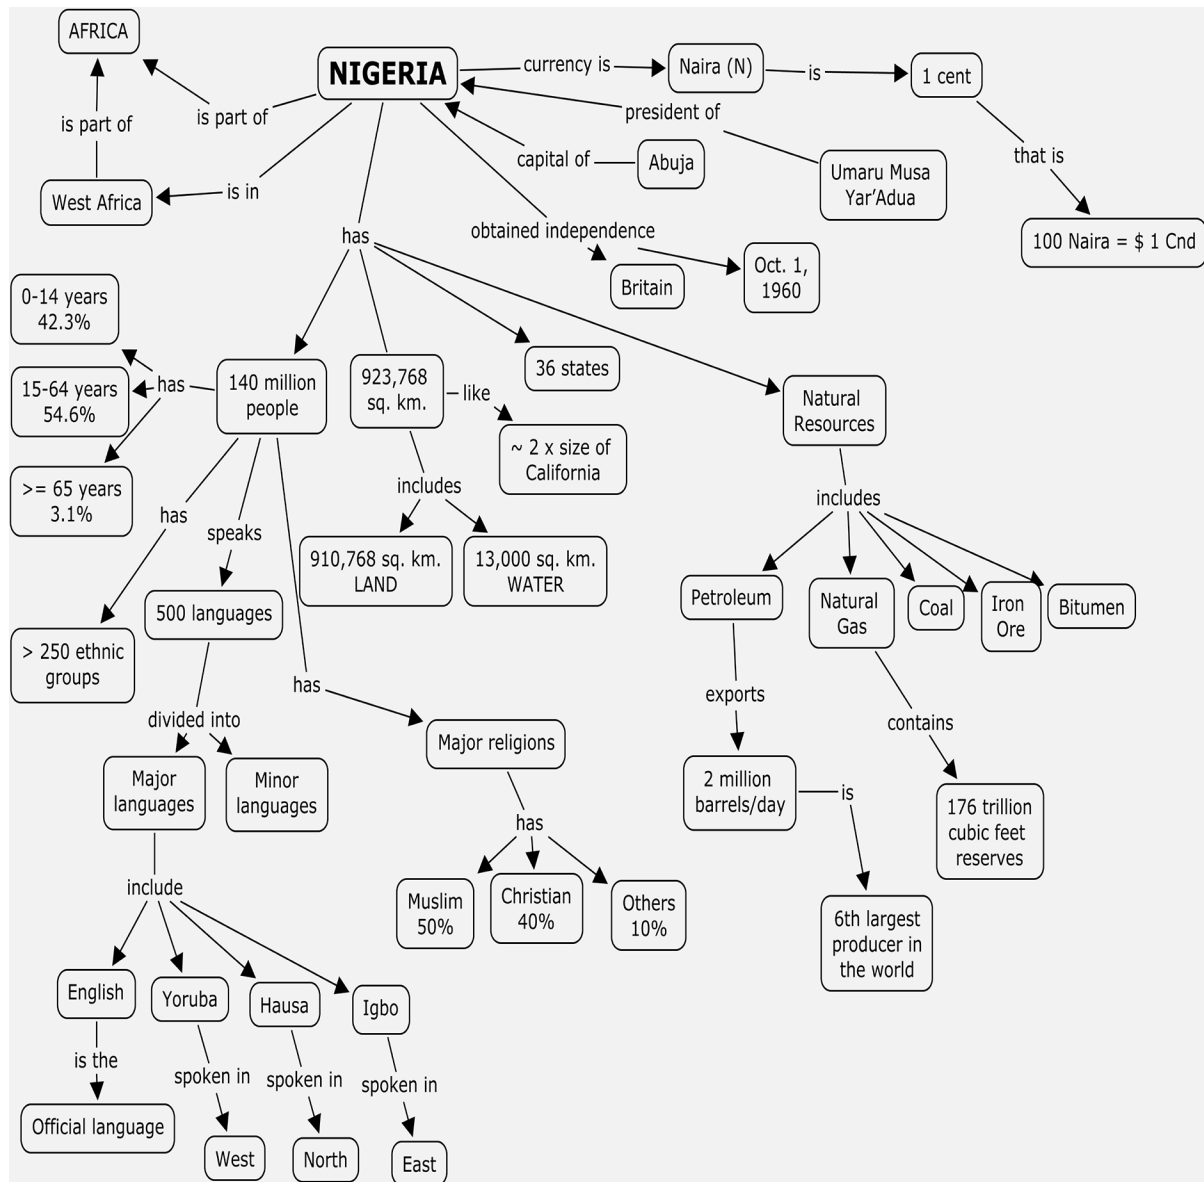 AFRICA
NIGERIA
currency is
Naira (N)
is
1 cent
is part of
is part of
president of
capital of
Abuja
that is
West Africa
is in
Umaru Musa
Yar'Adua
has
obtained independence
100 Naira = $ 1 Cnd
Britain
Oct. 1,
1960
0-14 years
42.3%
15-64 years
54.6%
has
>= 65 years
3.1%
140 million
people
923,768
sq. km.
like
36 states
~ 2 x size of
California
Natural
Resources
has
speaks
includes
includes
910,768 sq. km.
LAND
13,000 sq. km.
WATER
Petroleum
Natural
Gas
Coal
Iron
Ore
Bitumen
500 languages
> 250 ethnic
groups
has
exports
contains
divided into
Major religions
Major
languages
Minor
languages
2 million
barrels/day
is
176 trillion
cubic feet
reserves
has
include
Muslim
50%
Christian
40%
Others
10%
6th largest
producer in
the world
English
Yoruba
Hausa
Igbo
is the
spoken in
spoken in
spoken in
Official language
West
North
East